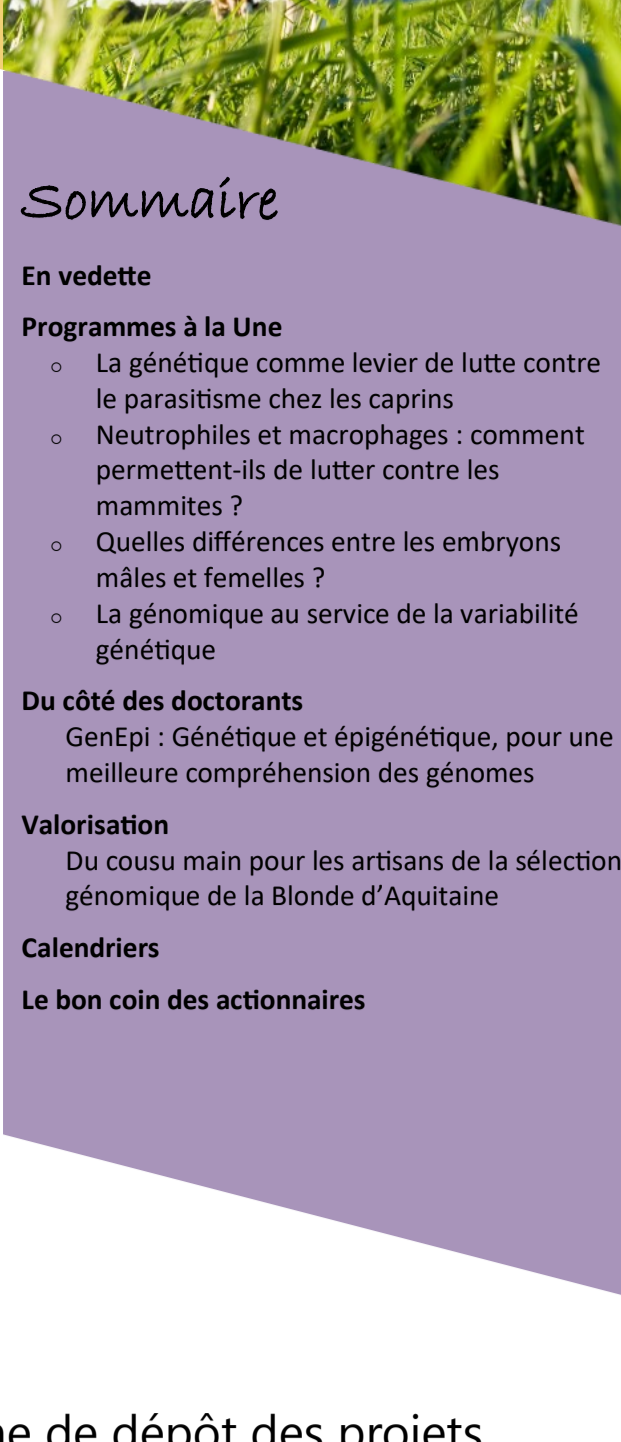 Sommaire
En vedette
Programmes à la Une
o La génétique comme levier de lutte contre
le parasitisme chez les caprins
o Neutrophiles et macrophages : comment
permettent-ils de lutter contre les
mammites ?
o Quelles différences entre les embryons
mâles et femelles ?
o La génomique au service de la variabilité
génétique
Du côté des doctorants
GenEpi : Génétique et épigénétique, pour une
meilleure compréhension des génomes
Valorisation
Du cousu main pour les artisans de la sélection
génomique de la Blonde d’Aquitaine
Calendriers
Le bon coin des actionnaires
de dépôt des projets